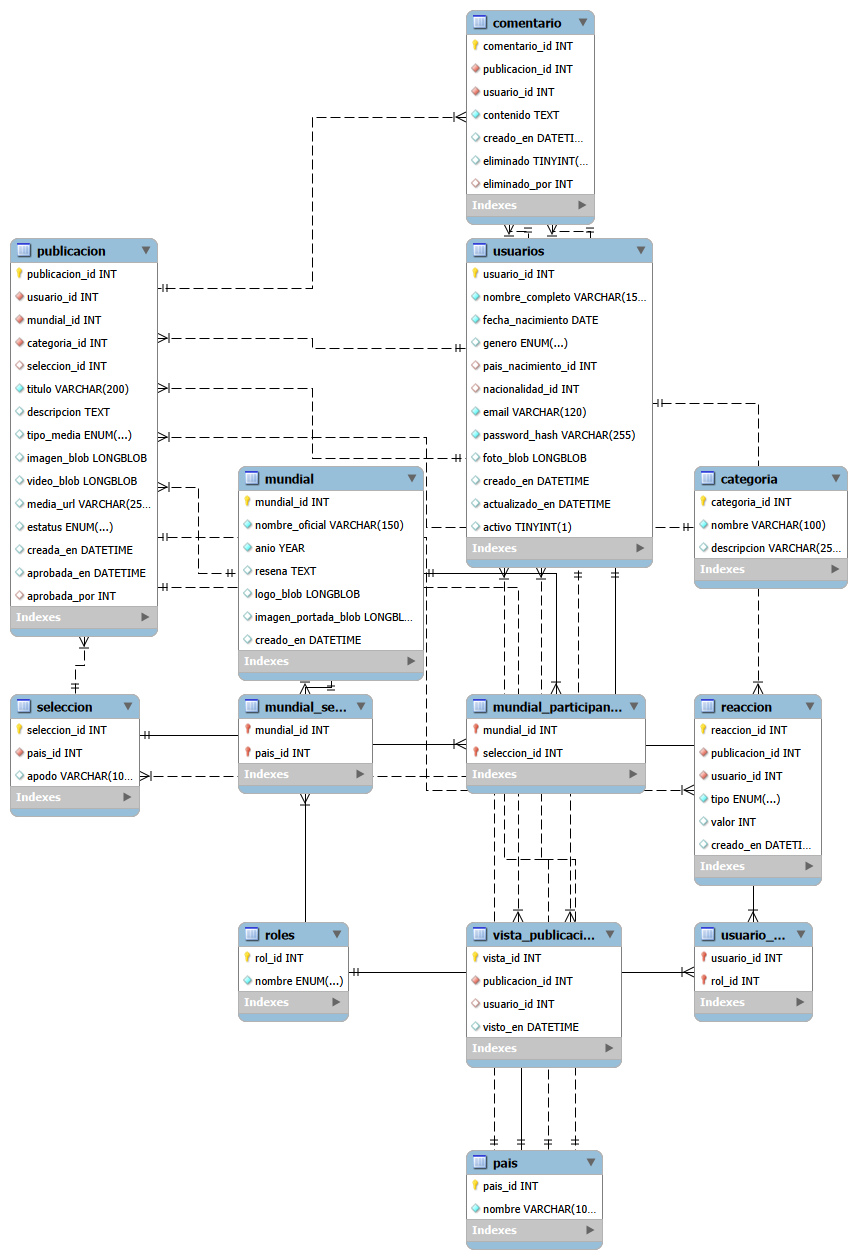 comentario
comentario_id INT
publicacion_id INT
usuario_id INT
contenido TEXT
creado_en DATETI...
eliminado TINYINT(...
eliminado_por INT
Indexes
publicacion
publicacion_id INT
usuario_id INT
mundial_id INT
categoria_id INT
seleccion_id INT
titulo VARCHAR(200)
descripcion TEXT
tipo_media ENUM(...)
imagen_blob LONGBLOB
video_blob LONGBLOB
media_url VARCHAR(25...
estatus ENUM(...)
creada_en DATETIME
aprobada_en DATETIME
aprobada_por INT
Indexes
usuarios
usuario_id INT
nombre_completo VARCHAR(15...
fecha_nacimiento DATE
genero ENUM(...)
pais_nacimiento_id INT
nacionalidad_id INT
email VARCHAR(120)
password_hash VARCHAR(255)
foto_blob LONGBLOB
creado_en DATETIME
actualizado_en DATETIME
activo TINYINT(1)
Indexes
mundial
mundial_id INT
nombre_oficial VARCHAR(150)
anio YEAR
resena TEXT
logo_blob LONGBLOB
imagen_portada_blob LONGBL...
creado_en DATETIME
Indexes
categoria
categoria_id INT
nombre VARCHAR(100)
descripcion VARCHAR(25...
Indexes
seleccion
seleccion_id INT
pais_id INT
apodo VARCHAR(10...
Indexes
mundial_se...
mundial_id INT
pais_id INT
Indexes
mundial_participan...
mundial_id INT
seleccion_id INT
Indexes
reaccion
reaccion_id INT
publicacion_id INT
usuario_id INT
tipo ENUM(...)
valor INT
creado_en DATETI...
Indexes
roles
rol_id INT
nombre ENUM(...)
Indexes
vista_publicaci...
vista_id INT
publicacion_id INT
usuario_id INT
visto_en DATETIME
Indexes
usuario_...
usuario_id INT
rol_id INT
Indexes
pais
pais_id INT
nombre VARCHAR(10...
Indexes